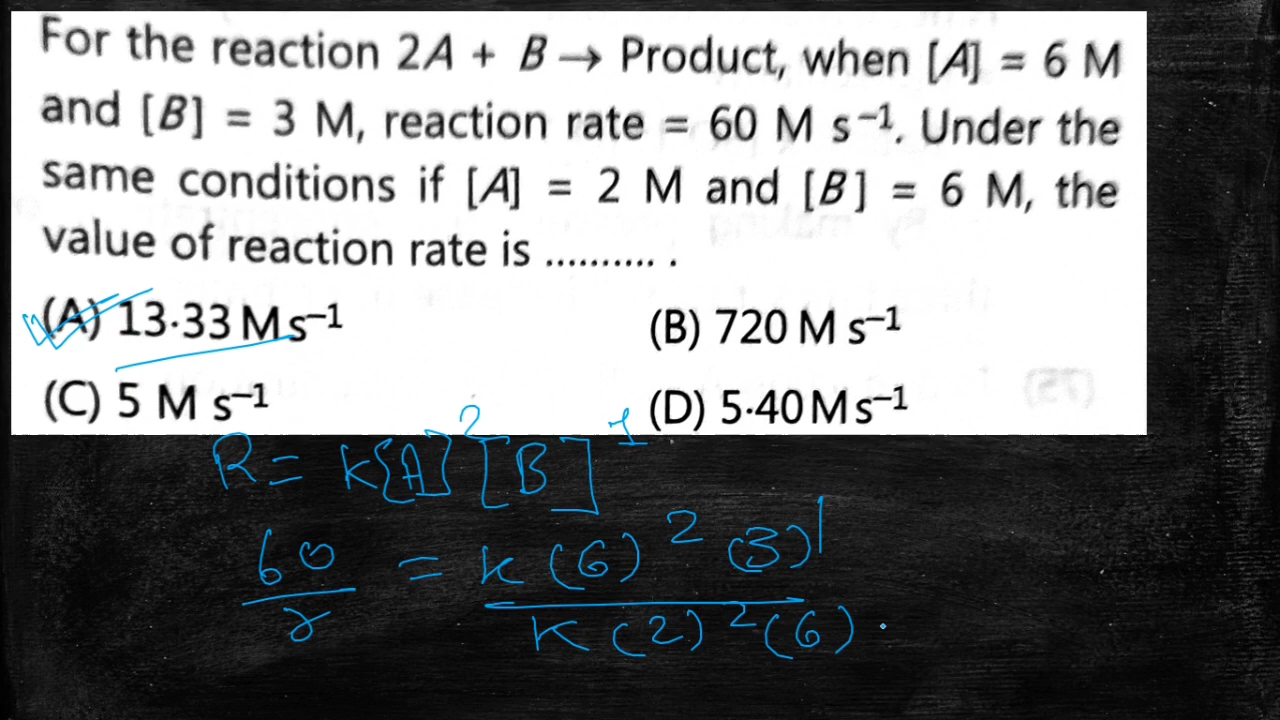 For the reaction 2A + B → Product, when [A] = 6 M
and [B] = 3 M, reaction rate = 60 M s⁻¹. Under the
same conditions if [A] = 2 M and [B] = 6 M, the
value of reaction rate is .......... .
(A) 13·33 M s⁻¹ (B) 720 M s⁻¹
(C) 5 M s⁻¹ (D) 5·40 M s⁻¹
R = K[A]² [B]¹
60 = K (6)² (3)¹
r K (2)² (6)